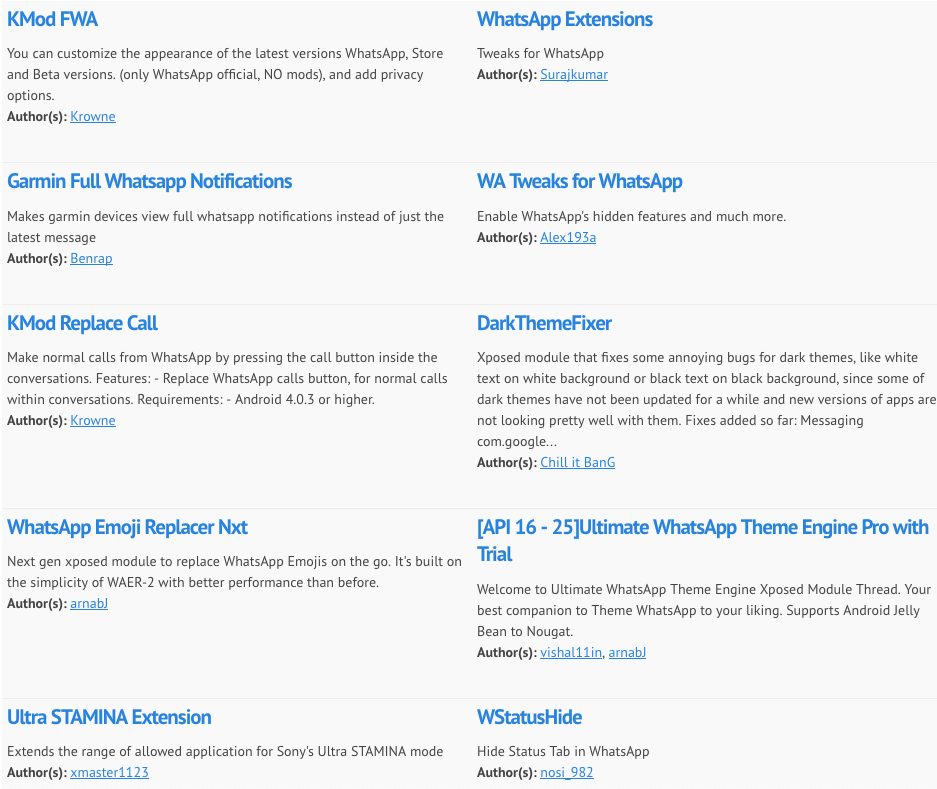 KMod FWA
You can customize the appearance of the latest versions WhatsApp, Store
and Beta versions. (only WhatsApp official, NO mods), and add privacy
options.
Author(s): Krowne
WhatsApp Extensions
Tweaks for WhatsApp
Author(s): Surajkumar
Garmin Full Whatsapp Notifications
Makes garmin devices view full whatsapp notifications instead of just the
latest message
Author(s): Benrap
WA Tweaks for WhatsApp
Enable WhatsApp's hidden features and much more.
Author(s): Alex193a
KMod Replace Call
Make normal calls from WhatsApp by pressing the call button inside the
conversations. Features: - Replace WhatsApp calls button, for normal calls
within conversations. Requirements: - Android 4.0.3 or higher.
Author(s): Krowne
DarkThemeFixer
Xposed module that fixes some annoying bugs for dark themes, like white
text on white background or black text on black background, since some of
dark themes have not been updated for a while and new versions of apps are
not looking pretty well with them. Fixes added so far: Messaging
com.google...
Author(s): Chill it BanG
WhatsApp Emoji Replacer Nxt
Next gen xposed module to replace WhatsApp Emojis on the go. It's built on
the simplicity of WAER-2 with better performance than before.
Author(s): arnabJ
[API 16 - 25]Ultimate WhatsApp Theme Engine Pro with
Trial
Welcome to Ultimate WhatsApp Theme Engine Xposed Module Thread. Your
best companion to Theme WhatsApp to your liking. Supports Android Jelly
Bean to Nougat.
Author(s): vishal11in, arnabJ
Ultra STAMINA Extension
Extends the range of allowed application for Sony's Ultra STAMINA mode
Author(s): xmaster1123
WStatusHide
Hide Status Tab in WhatsApp
Author(s): nosi_982